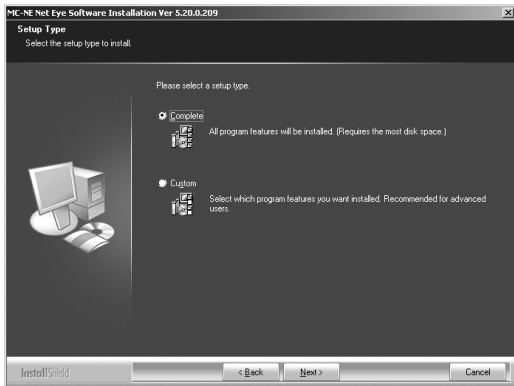 MC-NE Net Eye Software Installation Ver 5.20.0.209
Setup Type
Select the setup type to install.
Please select a setup type.
Complete
All program features will be installed. (Requires the most disk space.)
Custom
Select which program features you want installed. Recommended for advanced
users.
InstallShield
< Back
Next >
Cancel